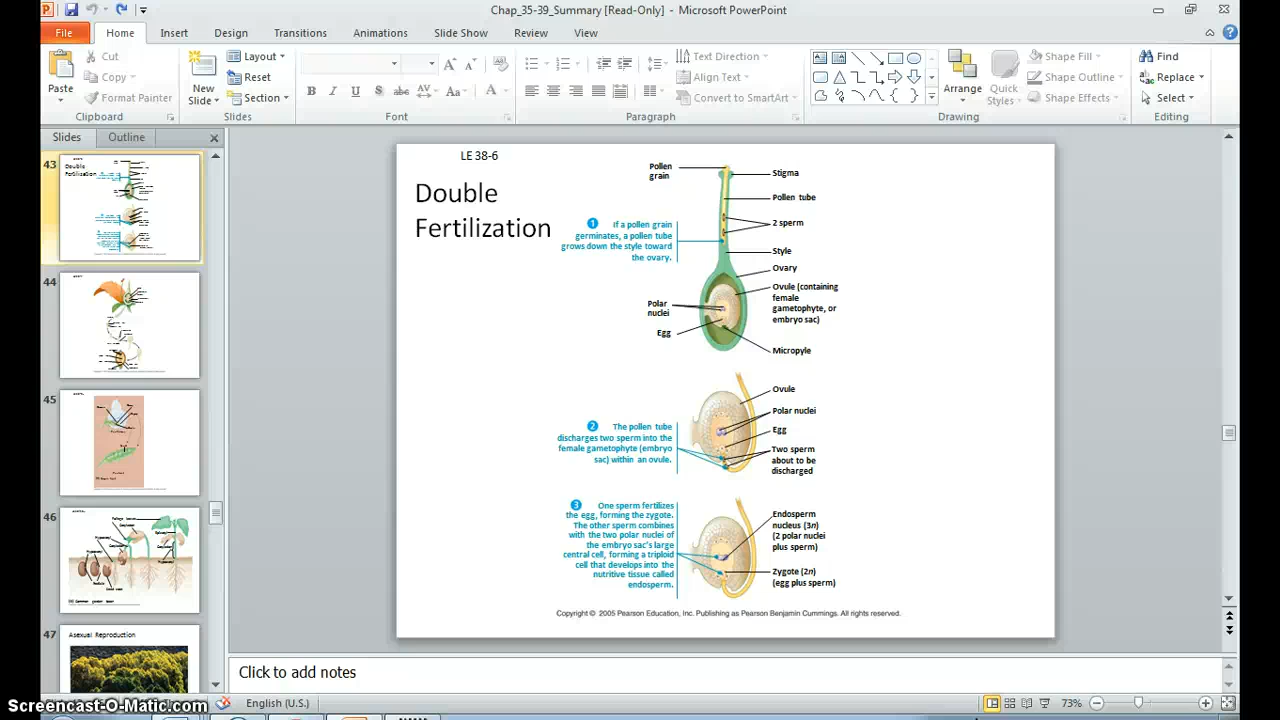 Chap_35-39_Summary [Read-Only] - Microsoft PowerPoint
File Home Insert Design Transitions Animations Slide Show Review View
Paste
Cut
Copy
Format Painter
Clipboard
New
Slide
Layout
Reset
Section
Slides
Font
Text Direction
Align Text
Convert to SmartArt
Paragraph
Arrange
Quick
Styles
Shape Fill
Shape Outline
Shape Effects
Drawing
Find
Replace
Select
Editing
Slides Outline
43
Double
Fertilization
44
45
46
47
Asexual Reproduction
LE 38-6
Double
Fertilization
Pollen
grain
Stigma
Pollen tube
2 sperm
Style
Ovary
Ovule (containing
female
gametophyte, or
embryo sac)
Micropyle
Polar
nuclei
Egg
1 If a pollen grain
germinates, a pollen tube
grows down the style toward
the ovary.
Ovule
Polar nuclei
Egg
Two sperm
about to be
discharged
2 The pollen tube
discharges two sperm into the
female gametophyte (embryo
sac) within an ovule.
3 One sperm fertilizes
the egg, forming the zygote.
The other sperm combines
with the two polar nuclei of
the embryo sac's large
central cell, forming a triploid
cell that develops into the
nutritive tissue called
endosperm.
Endosperm
nucleus (3n)
(2 polar nuclei
plus sperm)
Zygote (2n)
(egg plus sperm)
Copyright © 2005 Pearson Education, Inc. Publishing as Pearson Benjamin Cummings. All rights reserved.
Click to add notes
Screencast-O-Matic.com
English (U.S.)
73%